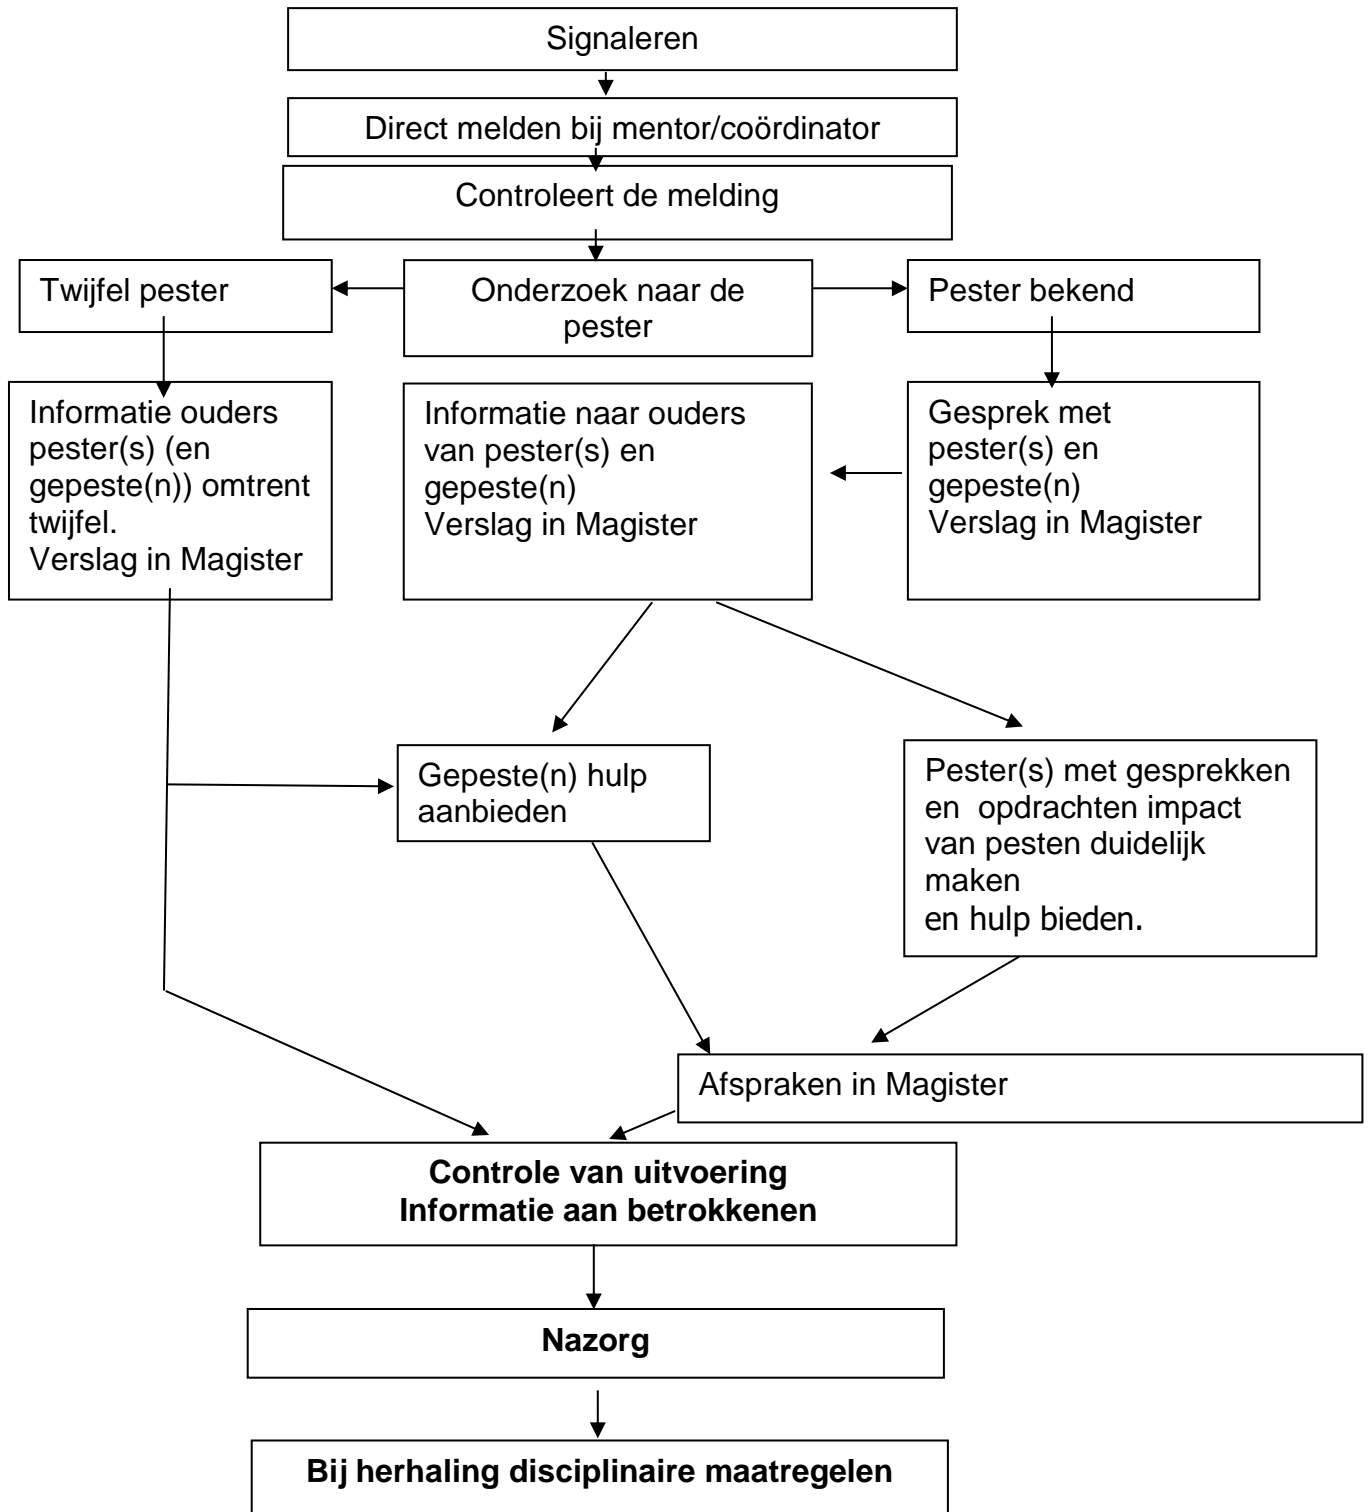 Signaleren
Direct melden bij mentor/coördinator
Controleert de melding
Twijfel pester
Onderzoek naar de
pester
Pester bekend
Informatie ouders
pester(s) (en
gepeste(n)) omtrent
twijfel.
Verslag in Magister
Informatie naar ouders
van pester(s) en
gepeste(n)
Verslag in Magister
Gesprek met
pester(s) en
gepeste(n)
Verslag in Magister
Gepeste(n) hulp
aanbieden
Pester(s) met gesprekken
en opdrachten impact
van pesten duidelijk
maken
en hulp bieden.
Afspraken in Magister
Controle van uitvoering
Informatie aan betrokkenen
Nazorg
Bij herhaling disciplinaire maatregelen